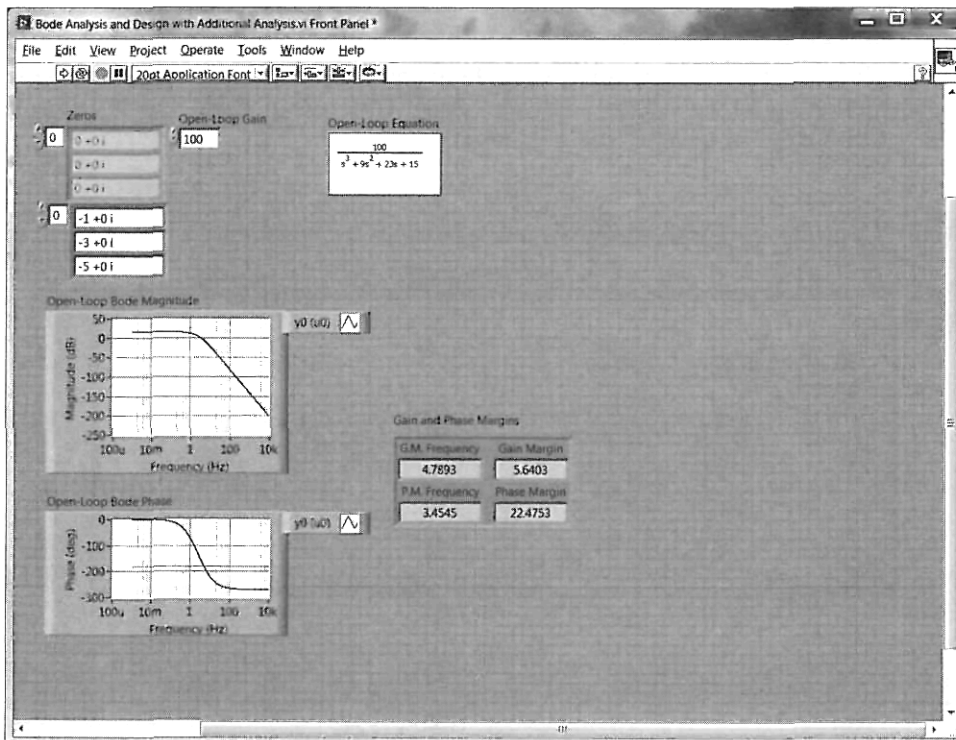 Bode Analysis and Design with Additional Analysis.vi Front Panel *
File Edit View Project Operate Tools Window Help
20pt Application Font
Zeros
Open-Loop Gain
Open-Loop Equation
0
0 +0 i
100
100
s³ + 9s² + 23s + 15
0 +0 i
0 +0 i
0
-1 +0 i
-3 +0 i
-5 +0 i
Open-Loop Bode Magnitude
y0 (u0)
Magnitude (dB)
50
0
-50
-100
-150
-200
-250
100u 10m 1 100 10k
Frequency (Hz)
Gain and Phase Margins
G.M. Frequency Gain Margin
4.7893 5.6403
P.M. Frequency Phase Margin
3.4545 22.4753
Open-Loop Bode Phase
y0 (u0)
Phase (deg)
0
-100
-200
-300
100u 10m 1 100 10k
Frequency (Hz)